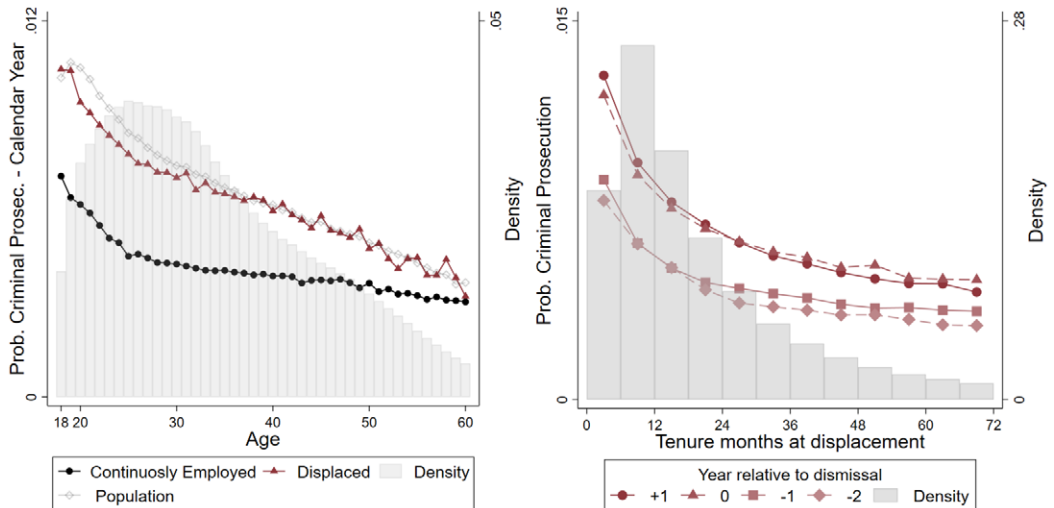 .012
.05
Prob. Criminal Prosec. - Calendar Year
Density
0
0
18 20 30 40 50 60
Age
Continuosly Employed Displaced Density
Population
.015
.28
Prob. Criminal Prosecution
Density
0
0
0 12 24 36 48 60 72
Tenure months at displacement
Year relative to dismissal
+1 0 -1 -2 Density